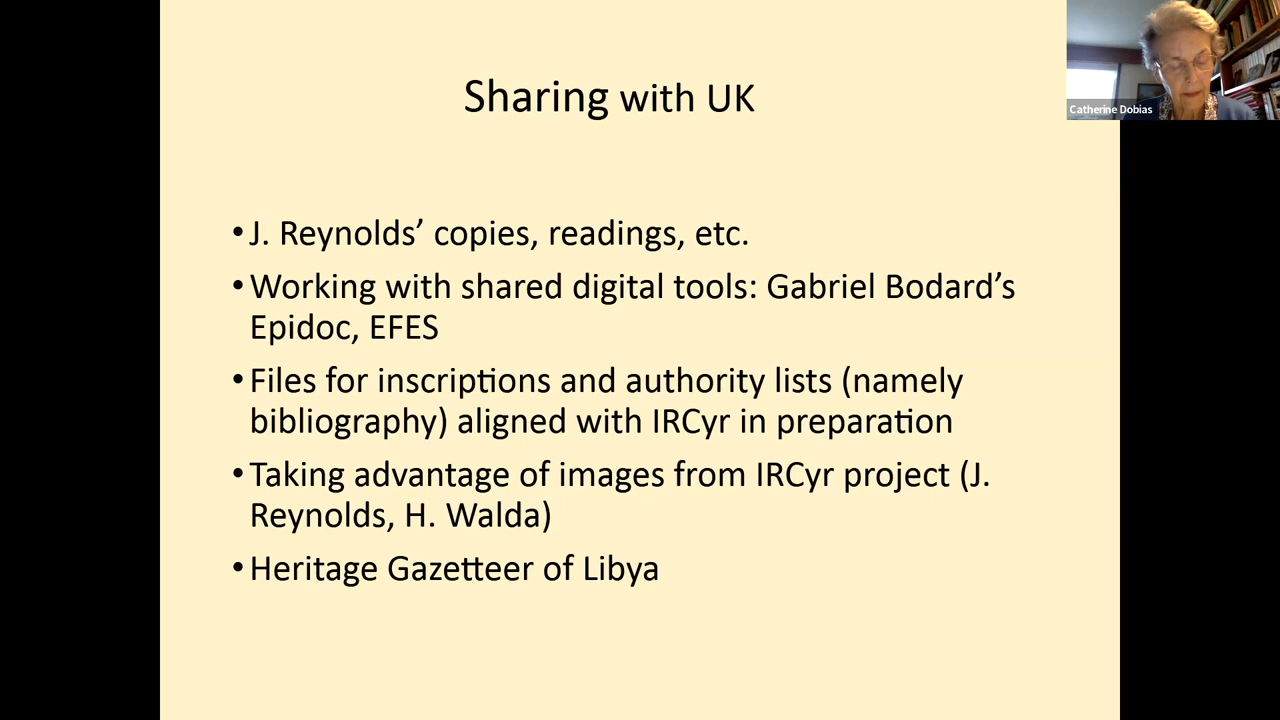 Sharing with UK
Catherine Dobias
•J. Reynolds’ copies, readings, etc.
•Working with shared digital tools: Gabriel Bodard’s
Epidoc, EFES
•Files for inscriptions and authority lists (namely
bibliography) aligned with IRCyr in preparation
•Taking advantage of images from IRCyr project (J.
Reynolds, H. Walda)
•Heritage Gazetteer of Libya